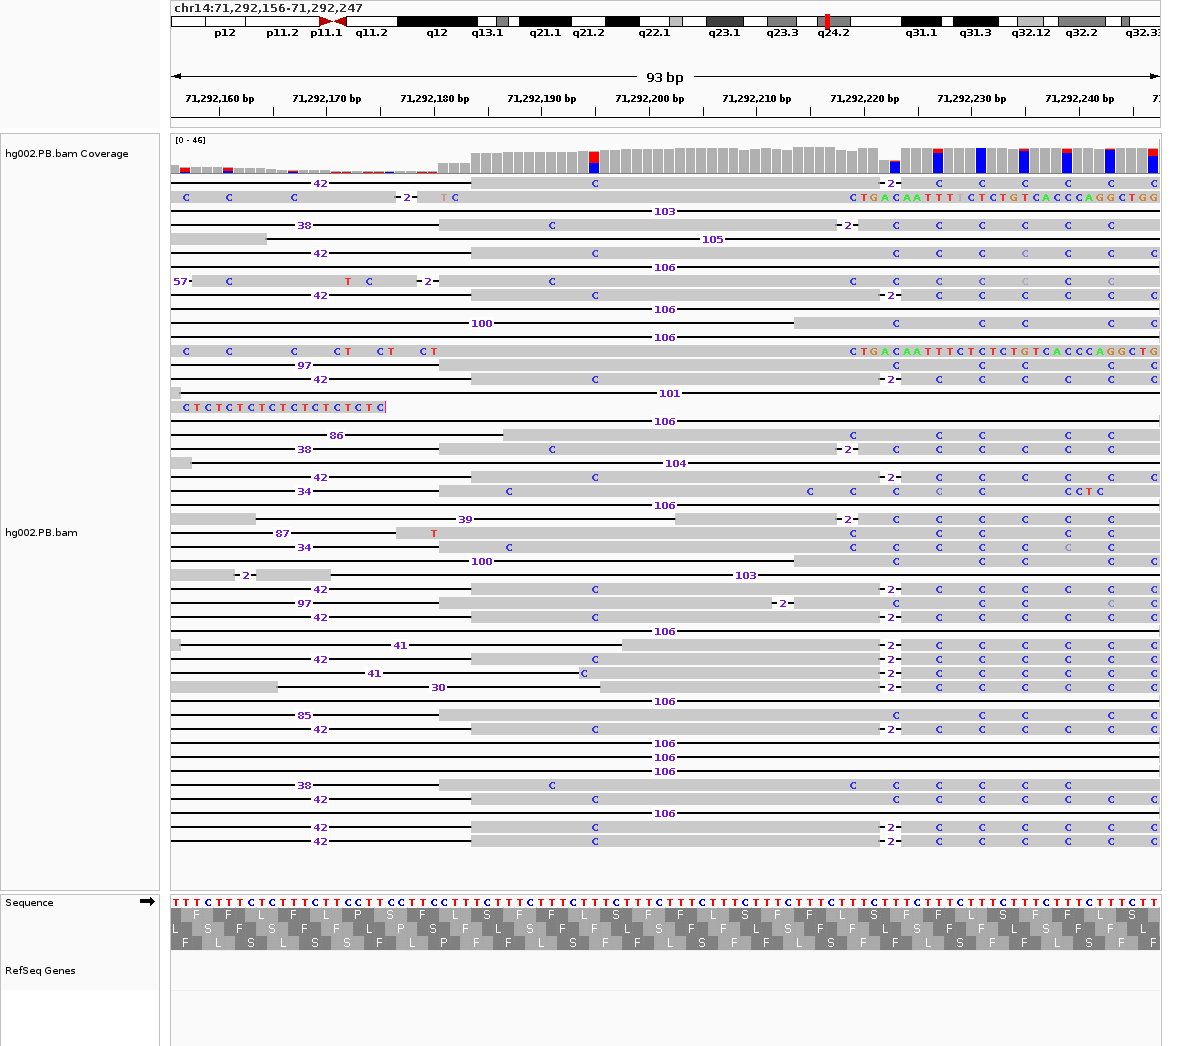 chr14:71,292,156-71,292,247
p12 p11.2 p11.1 q11.2 q12 q13.1 q21.1 q21.2 q22.1 q23.1 q23.3 q24.2 q31.1 q31.3 q32.12 q32.2 q32.33
93 bp
71,292,160 bp 71,292,170 bp 71,292,180 bp 71,292,190 bp 71,292,200 bp 71,292,210 bp 71,292,220 bp 71,292,230 bp 71,292,240 bp 7
[0 - 46]
hg002.PB.bam Coverage
42 C 2 C C C C C C
C C C 2 T C C T G A C A A T T T T C T C T G T C A C C C A G G C T G G
103
38 C 2 C C C C C C
105
42 C C C C C C C
106
57 C T C 2 C C C C C C C
42 C 2 C C C C C C
106
100 C C C C C
106
C C C C T C T C T C T G A C A A T T T C T C T C T G T C A C C C A G G C T G
97 C C C C C
42 C 2 C C C C C C
101
C T C T C T C T C T C T C T C T C T C
106
86 C C C C C
38 C 2 C C C C C C
104
42 C 2 C C C C C C
34 C C C C C C C C T C
106
39 2 C C C C C C
hg002.PB.bam
87 T C C C C
34 C C C C C C C C
100 C C C C C
2 103
42 C 2 C C C C C C
97 2 C C C C C
42 C 2 C C C C C C
106
41 2 C C C C C C
42 C 2 C C C C C C
41 C 2 C C C C C C
30 2 C C C C C C
106
85 C C C C C
42 C 2 C C C C C C
106
106
106
38 C C C C C C C
42 C C C C C C C
106
42 C 2 C C C C C C
42 C 2 C C C C C C
Sequence
T T T C T T T C T C T T T C T T C C T T C C T T C C T T T C T T T C T T T C T T T C T T T C T T T C T T T C T T T C T T T C T T T C T T T C T T T C T T T C T T T C T T T C T T
F F L F L P S F L S F F L S F F L S F F L S F F L S F F L S
L S F S F F L P S F F L S F F L S F F L S F F L S F F L S F F L
F L S L S S F L P F F L S F F L S F F L S F F L S F F L S F F
RefSeq Genes